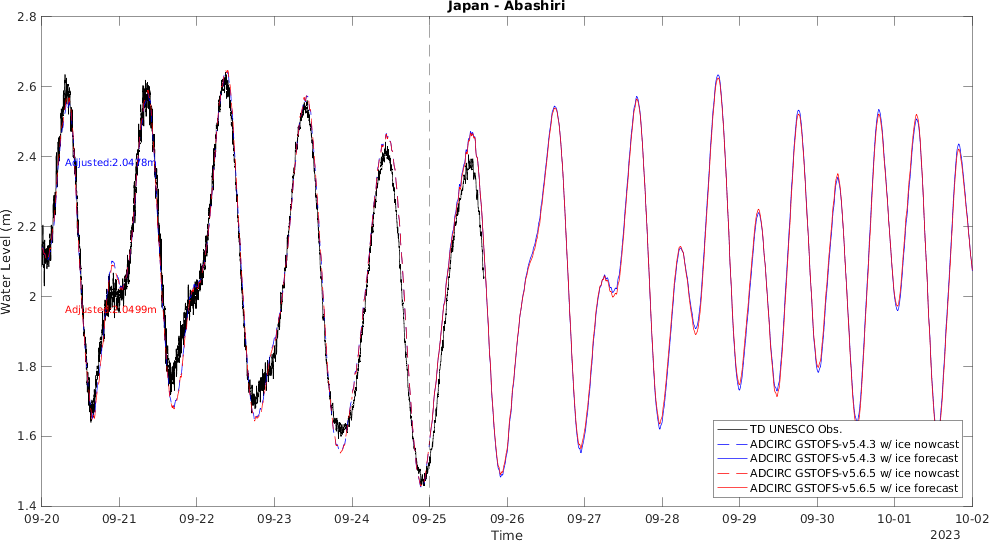 Japan - Abashiri
2.8
2.6
2.4
2.2
2
1.8
1.6
1.4
Water Level (m)
Adjusted:2.0478m
Adjusted:2.0499m
TD UNESCO Obs.
ADCIRC GSTOFS-v5.4.3 w/ ice nowcast
ADCIRC GSTOFS-v5.4.3 w/ ice forecast
ADCIRC GSTOFS-v5.6.5 w/ ice nowcast
ADCIRC GSTOFS-v5.6.5 w/ ice forecast
09-20 09-21 09-22 09-23 09-24 09-25 09-26 09-27 09-28 09-29 09-30 10-01 10-02
Time
2023